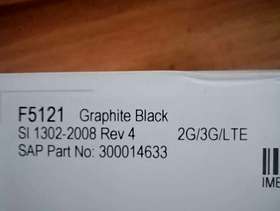 F5121 Graphite Black
SI 1302-2008 Rev 4 2G/3G/LTE
SAP Part No: 300014633